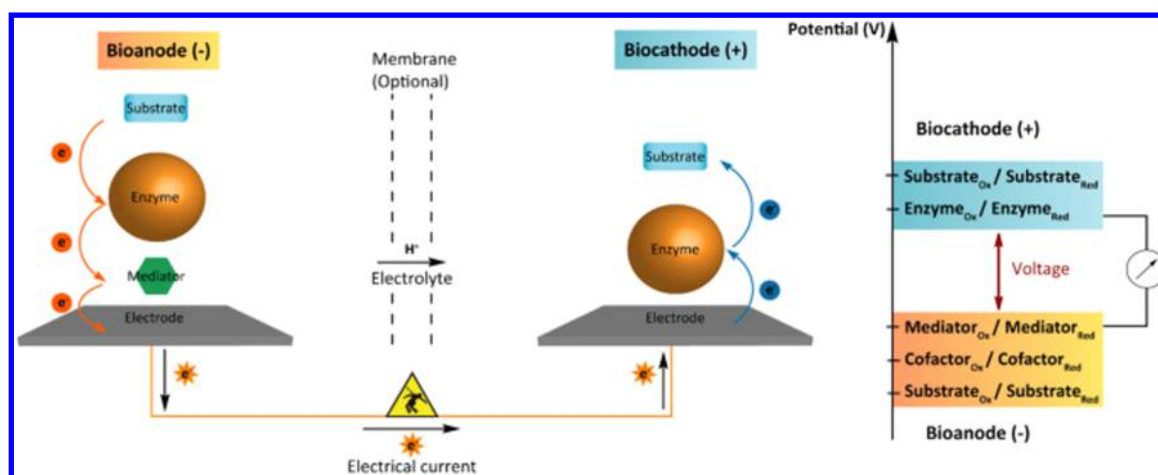 Bioanode (-)
Substrate
e-
Enzyme
e-
Mediator
e-
Electrode
e-
Membrane
(Optional)
H+
Electrolyte
e-
Electrical current
Biocathode (+)
Substrate
e-
Enzyme
e-
Electrode
e-
Potential (V)
Biocathode (+)
SubstrateOx / SubstrateRed
EnzymeOx / EnzymeRed
Voltage
MediatorOx / MediatorRed
CofactorOx / CofactorRed
SubstrateOx / SubstrateRed
Bioanode (-)